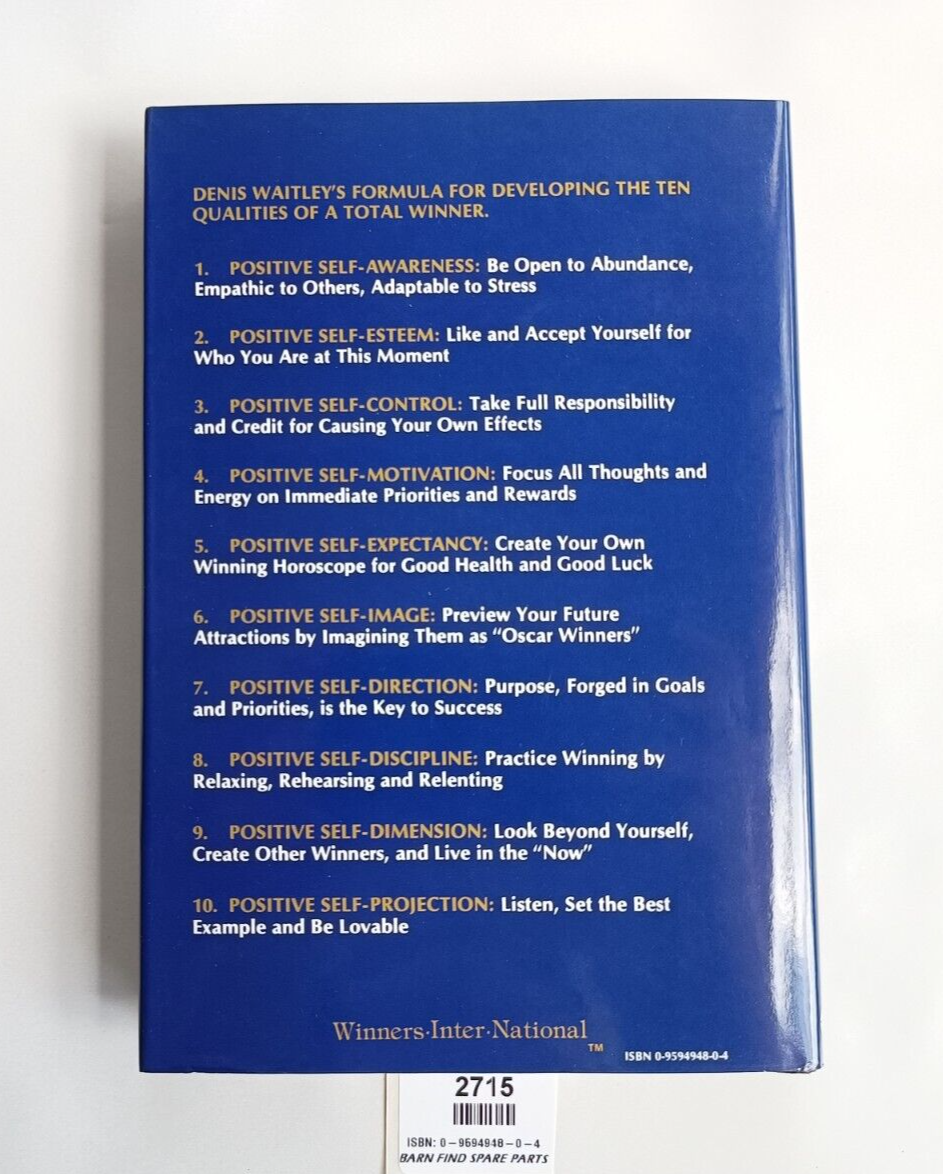 DENIS WAITLEY'S FORMULA FOR DEVELOPING THE TEN
QUALITIES OF A TOTAL WINNER.
1. POSITIVE SELF-AWARENESS: Be Open to Abundance,
Empathic to Others, Adaptable to Stress
2. POSITIVE SELF-ESTEEM: Like and Accept Yourself for
Who You Are at This Moment
3. POSITIVE SELF-CONTROL: Take Full Responsibility
and Credit for Causing Your Own Effects
4. POSITIVE SELF-MOTIVATION: Focus All Thoughts and
Energy on Immediate Priorities and Rewards
5. POSITIVE SELF-EXPECTANCY: Create Your Own
Winning Horoscope for Good Health and Good Luck
6. POSITIVE SELF-IMAGE: Preview Your Future
Attractions by Imagining Them as “Oscar Winners”
7. POSITIVE SELF-DIRECTION: Purpose, Forged in Goals
and Priorities, is the Key to Success
8. POSITIVE SELF-DISCIPLINE: Practice Winning by
Relaxing, Rehearsing and Relenting
9. POSITIVE SELF-DIMENSION: Look Beyond Yourself,
Create Other Winners, and Live in the “Now”
10. POSITIVE SELF-PROJECTION: Listen, Set the Best
Example and Be Lovable
Winners·Inter·National™
ISBN 0-9594948-0-4
2715
ISBN: 0-9594948-0-4
BARN FIND SPARE PARTS